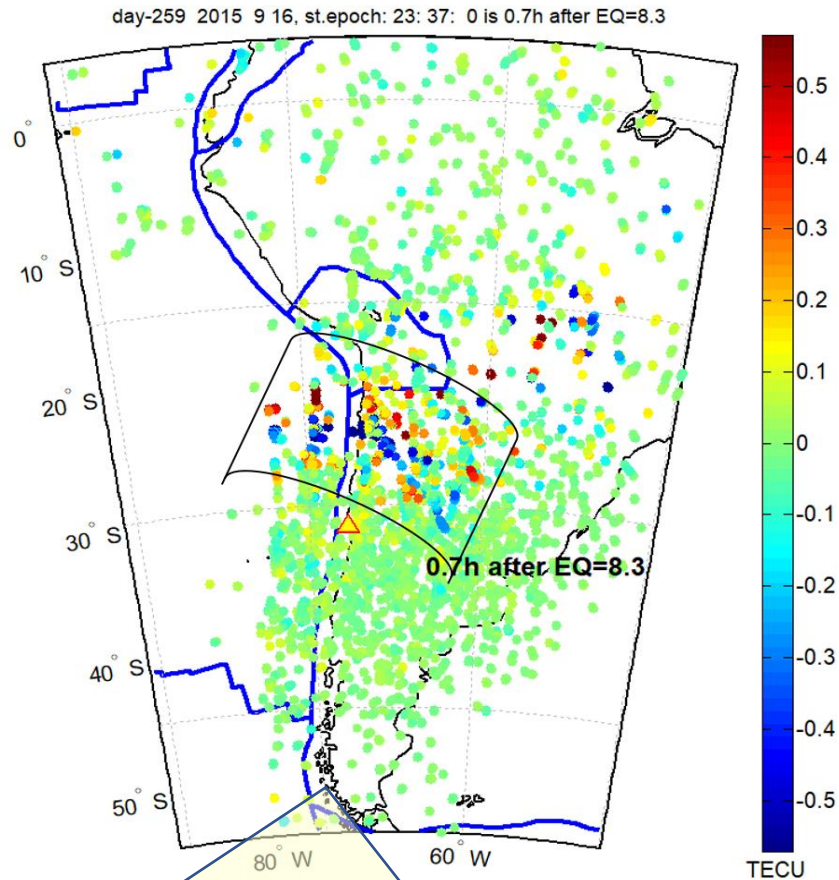 day-259 2015 9 16, st.epoch: 23: 37: 0 is 0.7h after EQ=8.3
0°
10° S
20° S
30° S
40° S
50° S
80° W
60° W
0.7h after EQ=8.3
0.5
0.4
0.3
0.2
0.1
0
-0.1
-0.2
-0.3
-0.4
-0.5
TECU